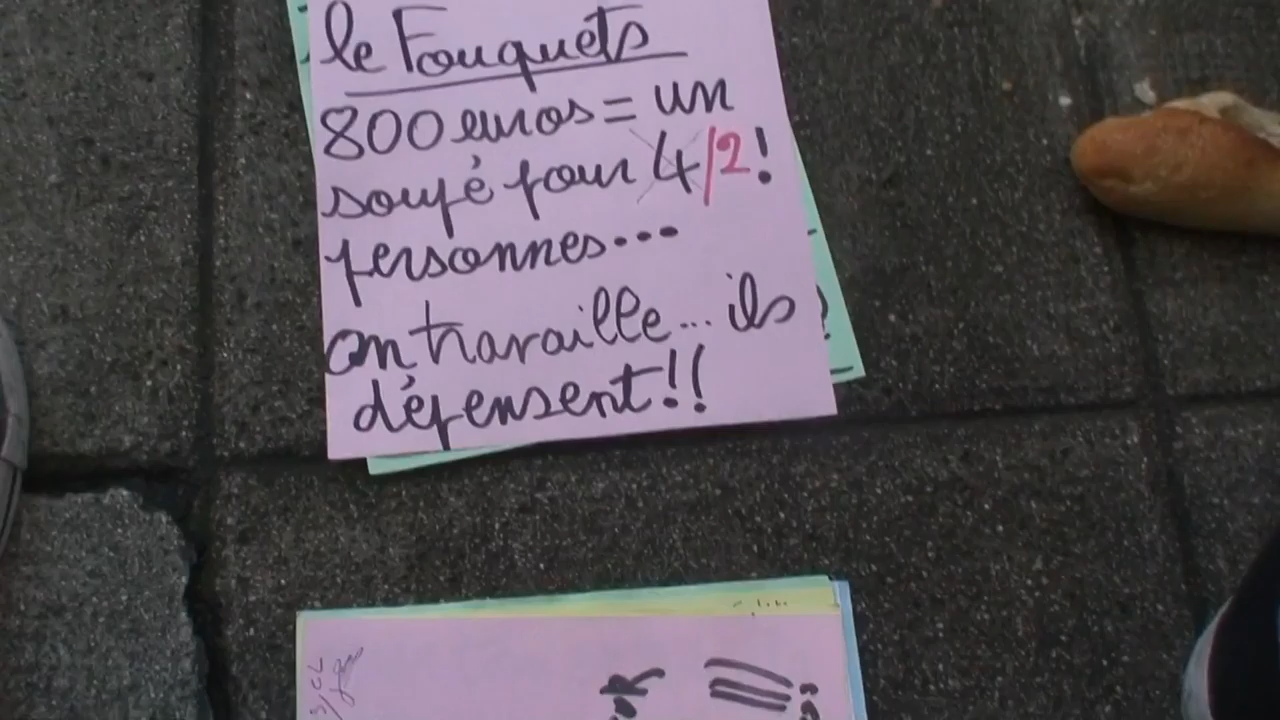 le Fouquets
800 euros = un
soupé pour 4/2!
personnes...
on travaille... ils
dépensent!!